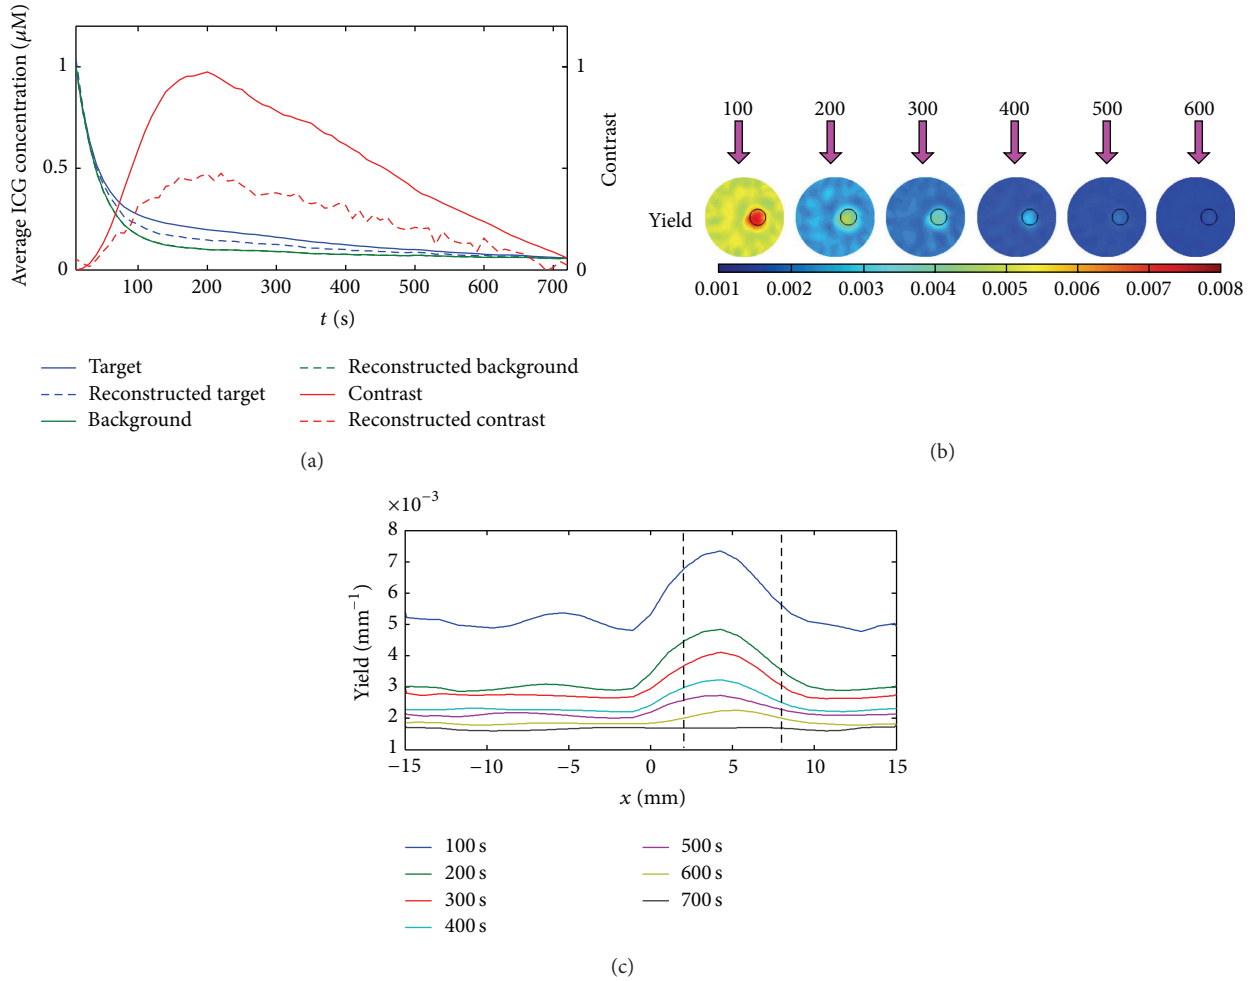 Average ICG concentration (μM)
1
0.5
0
1
0
Contrast
100 200 300 400 500 600 700
t (s)
Target
Reconstructed target
Background
Reconstructed background
Contrast
Reconstructed contrast
(a)
100 200 300 400 500 600
Yield
0.001 0.002 0.003 0.004 0.005 0.006 0.007 0.008
(b)
×10⁻³
Yield (mm⁻¹)
8
7
6
5
4
3
2
1
−15 −10 −5 0 5 10 15
x (mm)
100 s
200 s
300 s
400 s
500 s
600 s
700 s
(c)